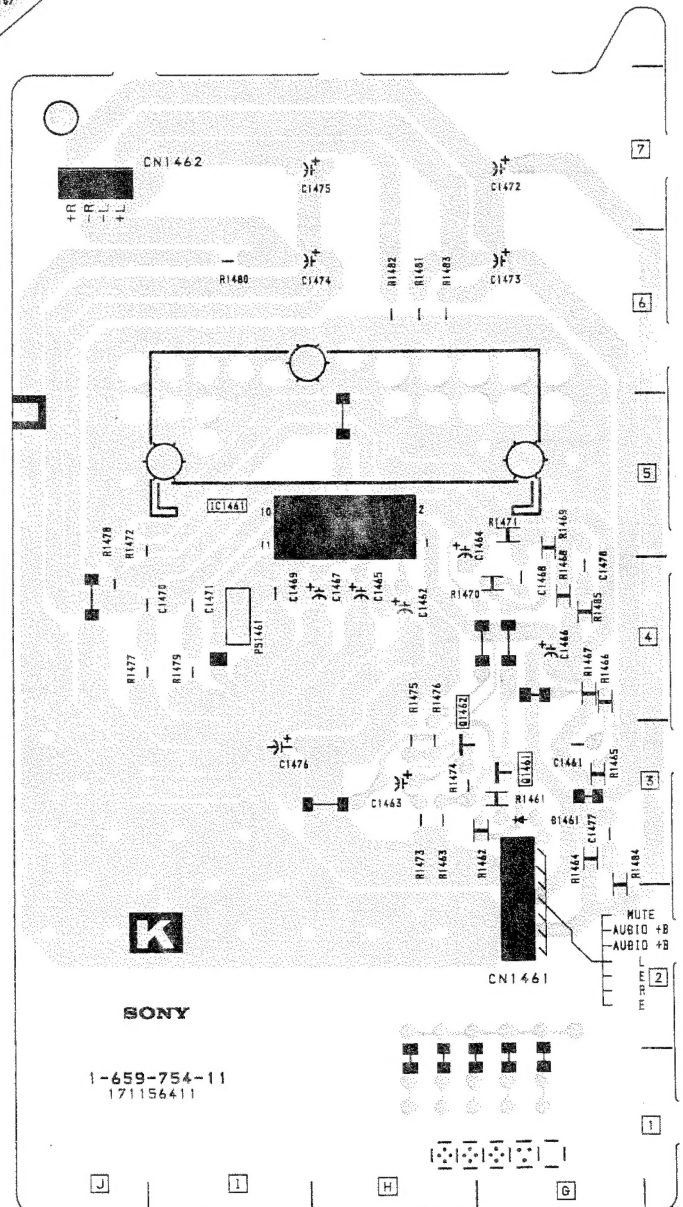 7
CN1462
+R
-R
-L
+L
C1475
C1472
R1480
C1474
R1482
R1481
R1483
C1473
6
5
IC1461
10
2
11
1
R1478
R1472
C1464
R1471
R1469
C1470
C1471
PS1461
C1469
C1467
C1465
C1462
R1470
C1468
R1468
C1478
R1485
4
C1466
R1477
R1479
R1475
R1476
Q1462
R1467
R1466
C1476
C1463
R1474
Q1461
C1461
R1465
3
R1461
D1461
C1477
R1473
R1463
R1462
R1464
R1484
K
CN1461
MUTE
AUDIO +B
AUDIO +B
L
E
R
E
2
SONY
1-659-754-11
171156411
1
J
I
H
G